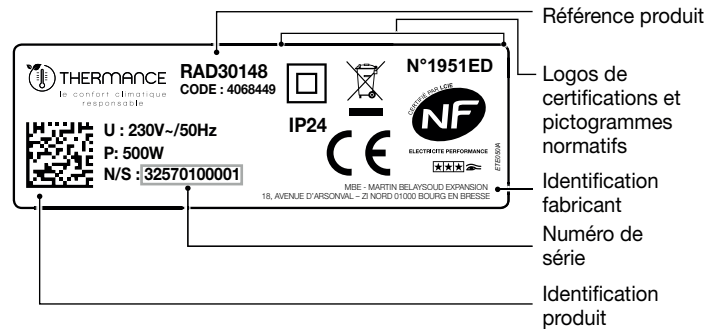 THERMANCE
le confort climatique
responsable
RAD30148
CODE : 4068449
IP24
N°1951ED
CERTIFIÉ PAR LCIE
NF
ELECTRICITE PERFORMANCE
ETE050/A
CE
U : 230V~/50Hz
P: 500W
N/S : 32570100001
MBE - MARTIN BELAYSOUD EXPANSION
18, AVENUE D'ARSONVAL – ZI NORD 01000 BOURG EN BRESSE
Référence produit
Logos de
certifications et
pictogrammes
normatifs
Identification
fabricant
Numéro de
série
Identification
produit